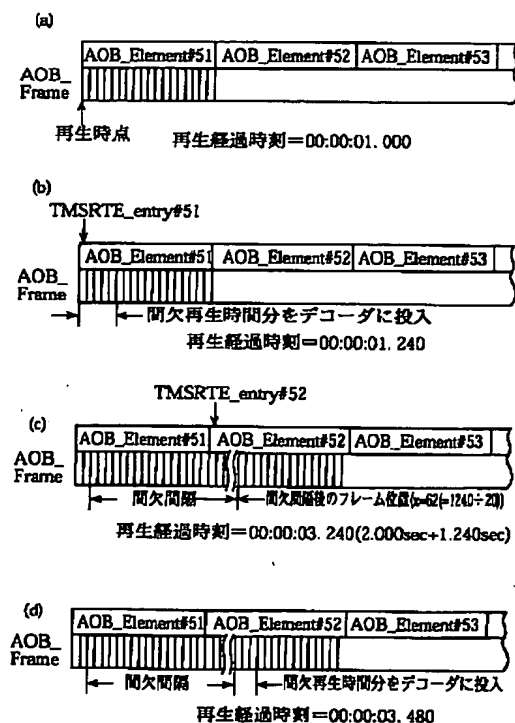 (a)
AOB_Element#51 AOB_Element#52 AOB_Element#53
AOB_
Frame
再生時点
再生経過時刻=00:00:01.000
(b)
TMSRTE_entry#51
AOB_Element#51 AOB_Element#52 AOB_Element#53
AOB_
Frame
間欠再生時間分をデコーダに投入
再生経過時刻=00:00:01.240
TMSRTE_entry#52
(c)
AOB_Element#51 AOB_Element#52 AOB_Element#53
AOB_
Frame
間欠間隔 間欠間隔後のフレーム位置(x=62(=1240÷20))
再生経過時刻=00:00:03.240(2.000sec+1.240sec)
(d)
AOB_Element#51 AOB_Element#52 AOB_Element#53
AOB_
Frame
間欠間隔 間欠再生時間分をデコーダに投入
再生経過時刻=00:00:03.480